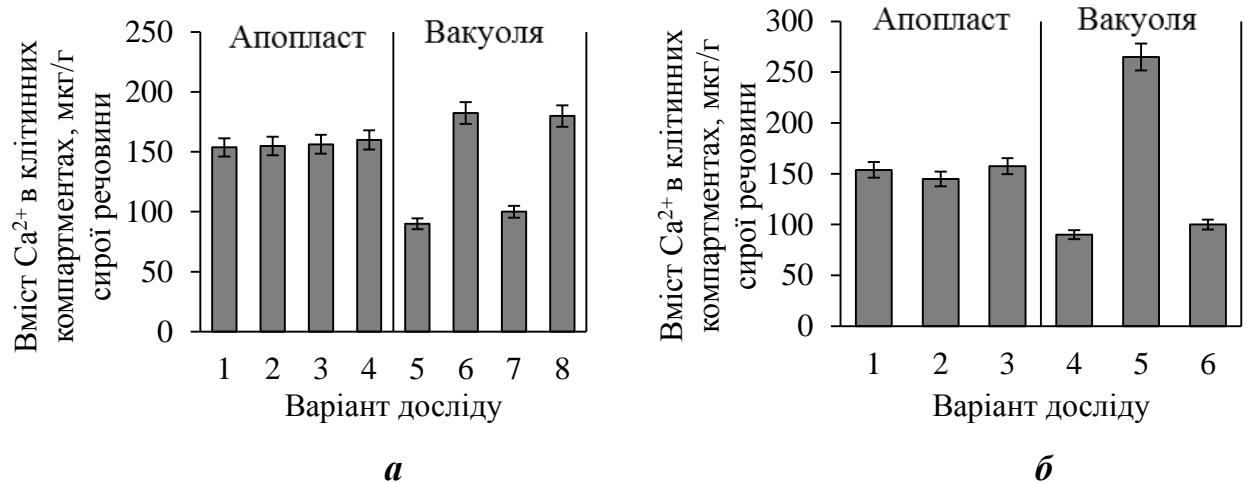 Вміст Ca²⁺ в клітинних
компартментах, мкг/г
сирої речовини
250
200
150
100
50
0
Апопласт
Вакуоля
1 2 3 4 5 6 7 8
Варіант досліду
а
Вміст Ca²⁺ в клітинних
компартментах, мкг/г
сирої речовини
300
250
200
150
100
50
0
Апопласт
Вакуоля
1 2 3 4 5 6
Варіант досліду
б